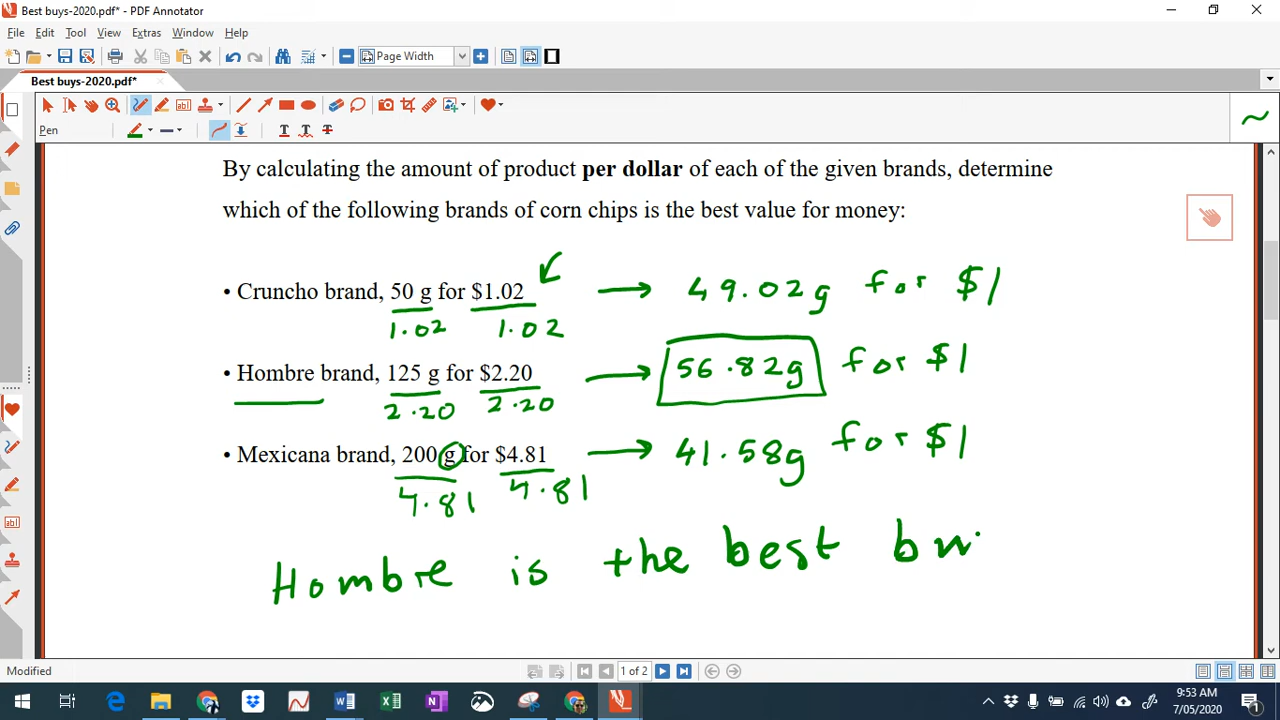 Best buys-2020.pdf* - PDF Annotator
File Edit Tool View Extras Window Help
Page Width
Best buys-2020.pdf*
Pen
By calculating the amount of product per dollar of each of the given brands, determine
which of the following brands of corn chips is the best value for money:
• Cruncho brand, 50 g for $1.02 → 49.02g for $1
1.02 1.02
• Hombre brand, 125 g for $2.20 → 56.82g for $1
2.20 2.20
• Mexicana brand, 200 g for $4.81 → 41.58g for $1
4.81 4.81
Hombre is the best
Modified
1 of 2
9:53 AM
7/05/2020